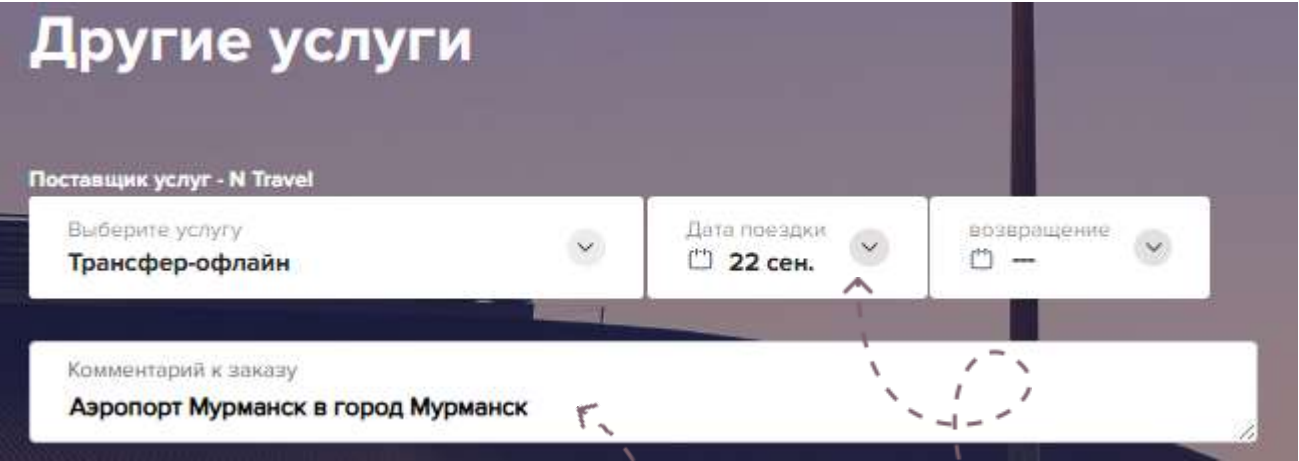 Другие услуги
Поставщик услуг - N Travel
Выберите услугу
Трансфер-офлайн
Дата поездки
22 сен.
возвращение
---
Комментарий к заказу
Аэропорт Мурманск в город Мурманск